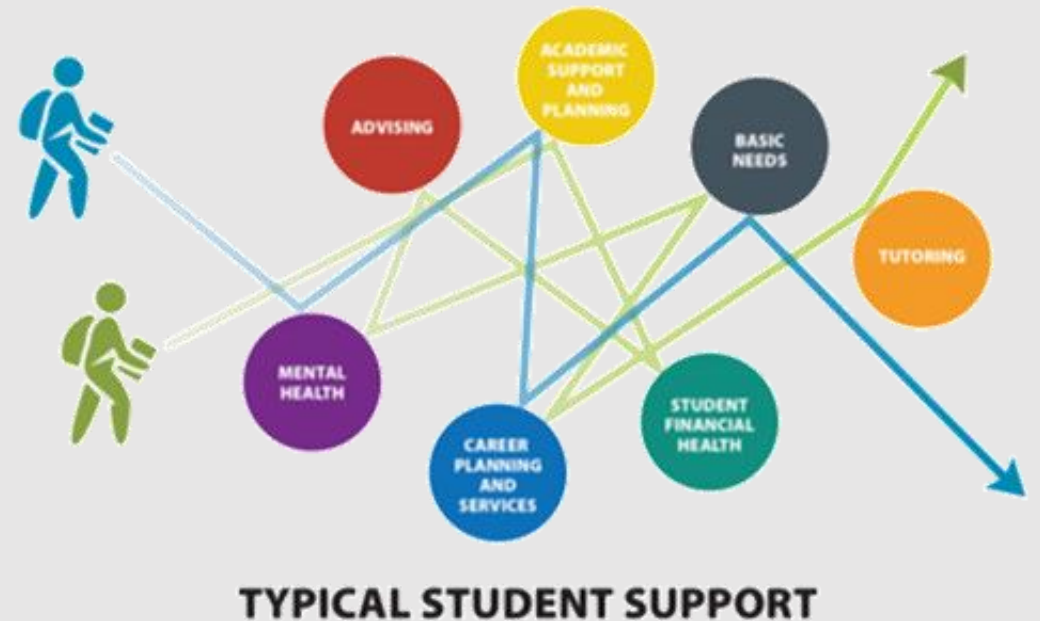 ACADEMIC
SUPPORT
AND
PLANNING
ADVISING
BASIC
NEEDS
TUTORING
MENTAL
HEALTH
STUDENT
FINANCIAL
HEALTH
CAREER
PLANNING
AND
SERVICES
TYPICAL STUDENT SUPPORT